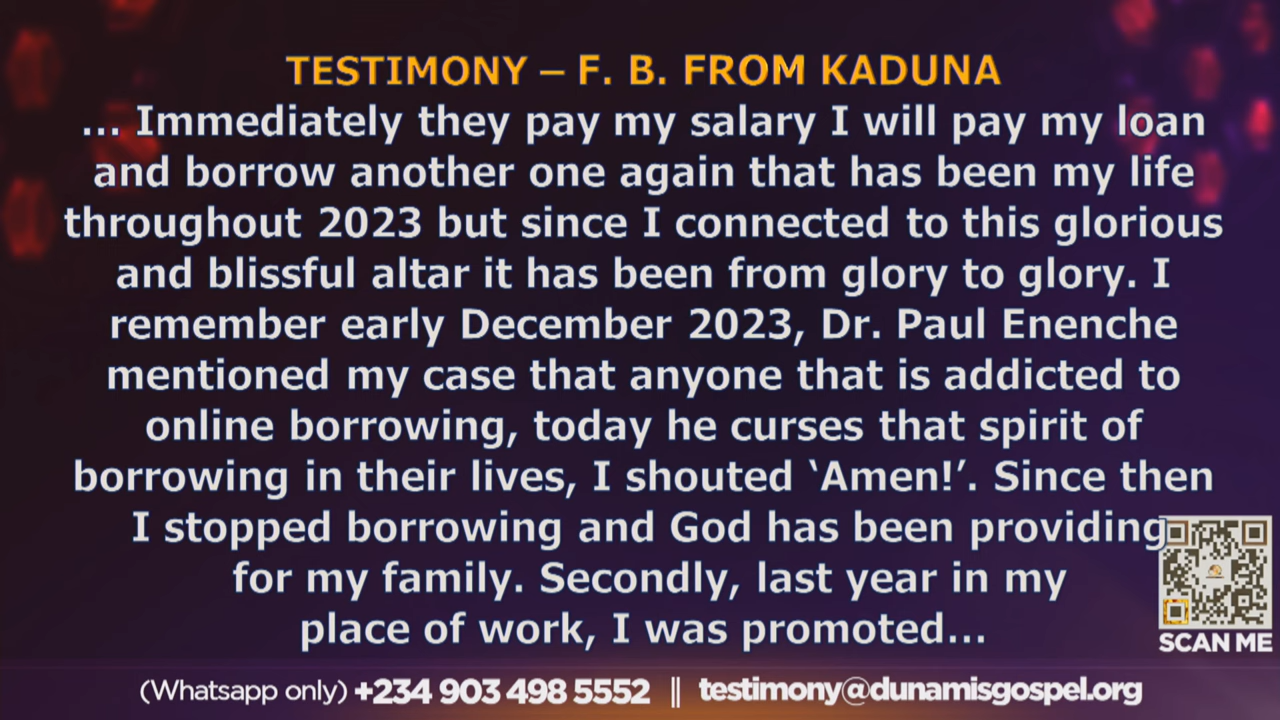 TESTIMONY – F. B. FROM KADUNA
... Immediately they pay my salary I will pay my loan
and borrow another one again that has been my life
throughout 2023 but since I connected to this glorious
and blissful altar it has been from glory to glory. I
remember early December 2023, Dr. Paul Enenche
mentioned my case that anyone that is addicted to
online borrowing, today he curses that spirit of
borrowing in their lives, I shouted ‘Amen!’. Since then
I stopped borrowing and God has been providing
for my family. Secondly, last year in my
place of work, I was promoted...
SCAN ME
(Whatsapp only) +234 903 498 5552 || testimony@dunamisgospel.org